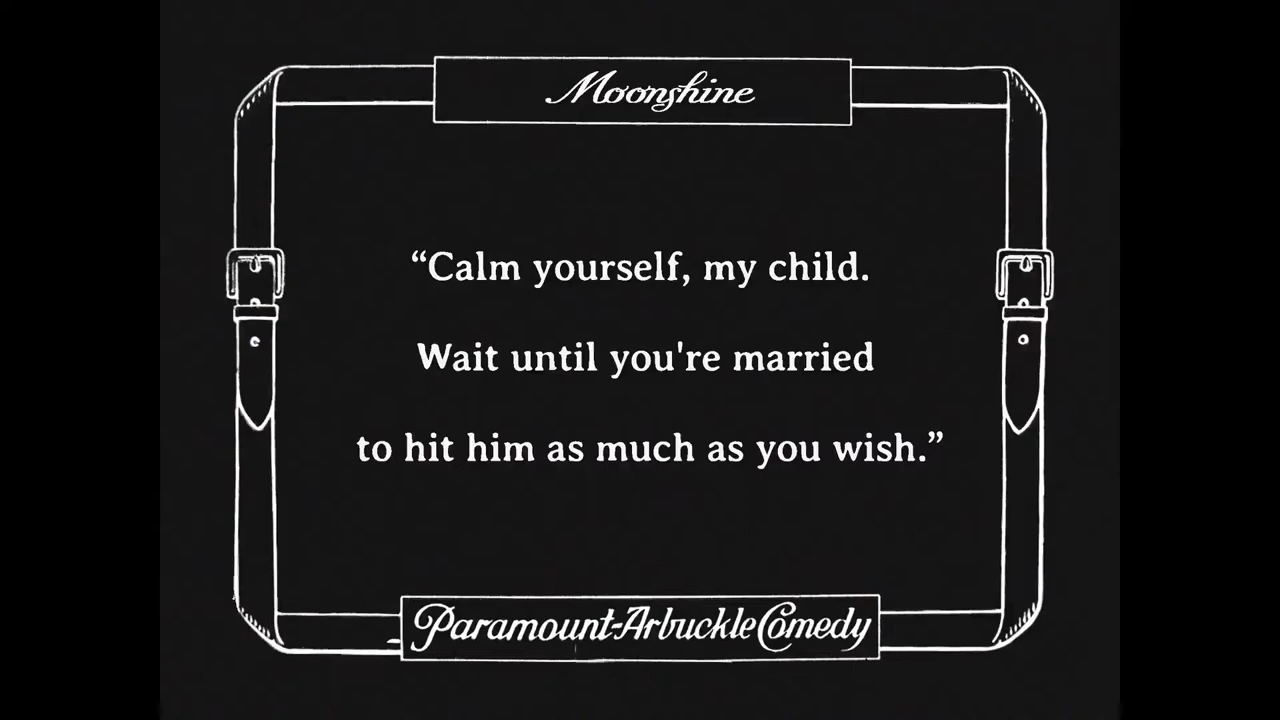 Moonshine
“Calm yourself, my child.
Wait until you're married
to hit him as much as you wish.”
Paramount-Arbuckle Comedy